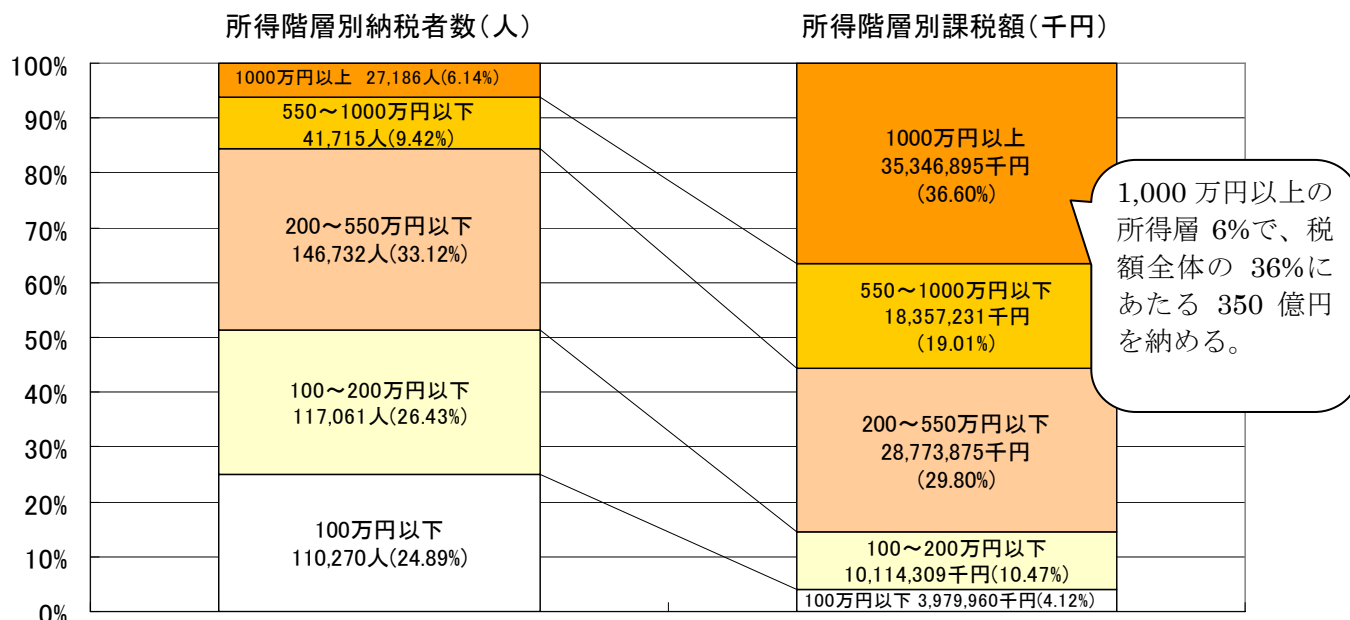 所得階層別納税者数（人）
所得階層別課税額（千円）
100%
90%
80%
70%
60%
50%
40%
30%
20%
10%
0%
1000万円以上 27,186人(6.14%)
550～1000万円以下
41,715人(9.42%)
200～550万円以下
146,732人(33.12%)
100～200万円以下
117,061人(26.43%)
100万円以下
110,270人(24.89%)
1000万円以上
35,346,895千円
(36.60%)
550～1000万円以下
18,357,231千円
(19.01%)
200～550万円以下
28,773,875千円
(29.80%)
100～200万円以下
10,114,309千円(10.47%)
100万円以下 3,979,960千円(4.12%)
1,000 万円以上の
所得層 6%で、税
額全体の 36%に
あたる 350 億円
を納める。